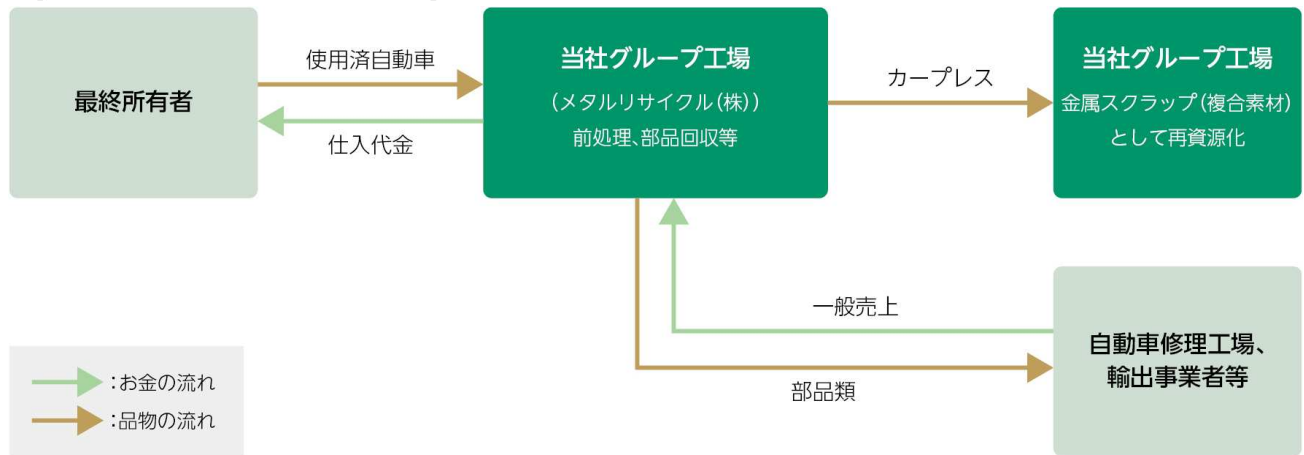 最終所有者
使用済自動車
仕入代金
当社グループ工場
(メタルリサイクル(株))
前処理、部品回収等
カープレス
当社グループ工場
金属スクラップ(複合素材)
として再資源化
一般売上
部品類
自動車修理工場、
輸出事業者等
:お金の流れ
:品物の流れ